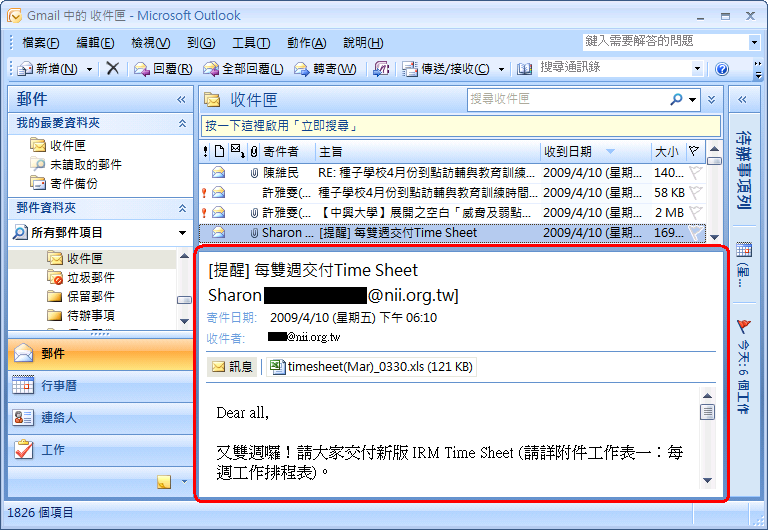 Gmail 中的 收件匣 - Microsoft Outlook
檔案(F) 編輯(E) 檢視(V) 到(G) 工具(T) 動作(A) 說明(H) 鍵入需要解答的問題
新增(N) 回覆(R) 全部回覆(L) 轉寄(W) 傳送/接收(C) 搜尋通訊錄
郵件
我的最愛資料夾
收件匣
未讀取的郵件
寄件備份
郵件資料夾
所有郵件項目
收件匣
垃圾郵件
保留郵件
待辦事項
郵件
行事曆
連絡人
工作
收件匣 搜尋收件匣
按一下這裡啟用「立即搜尋」
寄件者 主旨 收到日期 大小
陳維民 RE: 種子學校4月份到點訪輔與教育訓練... 2009/4/10 (星期... 140...
許雅雯(... 種子學校4月份到點訪輔與教育訓練時間... 2009/4/10 (星期... 58 KB
許雅雯(... 【中興大學】展開之空白「威脅及弱點... 2009/4/10 (星期... 2 MB
Sharon ... [提醒] 每雙週交付Time Sheet 2009/4/10 (星期... 169...
[提醒] 每雙週交付Time Sheet
Sharon @nii.org.tw]
寄件日期: 2009/4/10 (星期五) 下午 06:10
收件者: @nii.org.tw
訊息 timesheet(Mar)_0330.xls (121 KB)
Dear all,
又雙週囉！請大家交付新版 IRM Time Sheet (請詳附件工作表一：每
週工作排程表)。
待辦事項列
(星...
今天: 6 個工作
1826 個項目